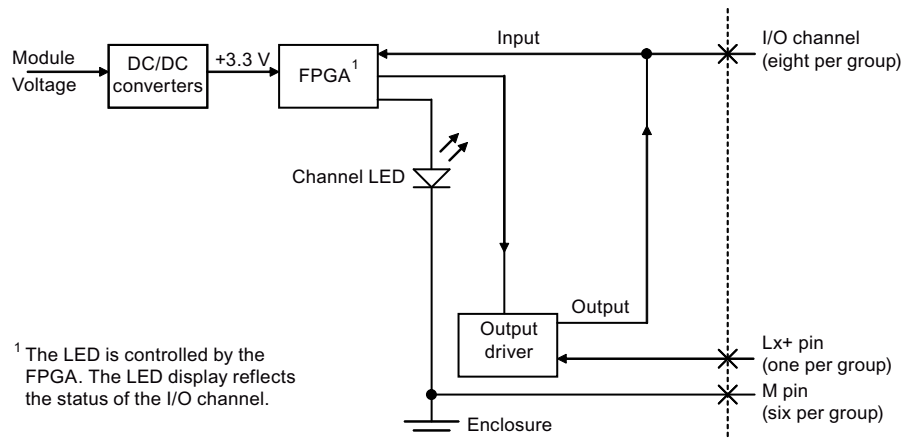 Module
Voltage
DC/DC
converters
+3.3 V
FPGA¹
Input
I/O channel
(eight per group)
Channel LED
Output
Output
driver
Lx+ pin
(one per group)
M pin
(six per group)
Enclosure
¹ The LED is controlled by the
FPGA. The LED display reflects
the status of the I/O channel.